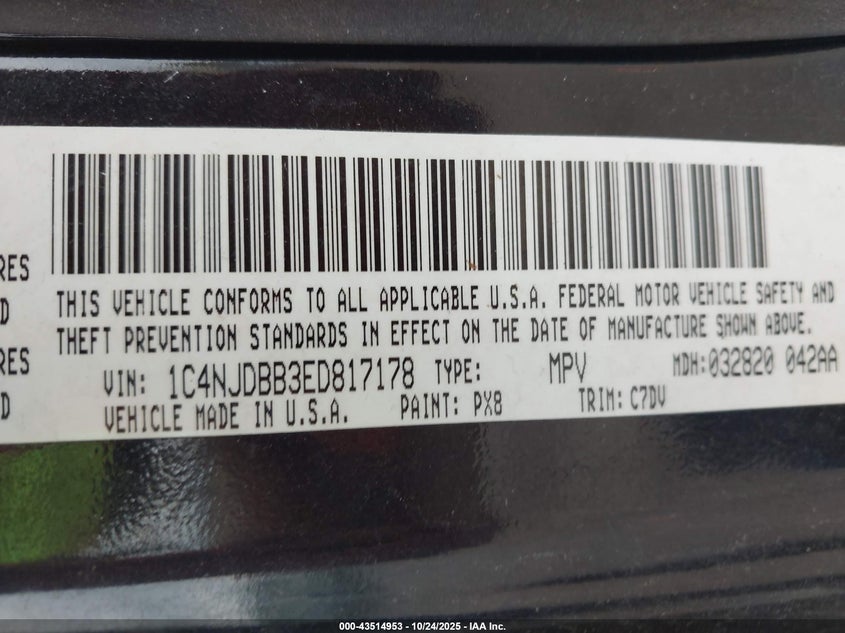 RES
THIS VEHICLE CONFORMS TO ALL APPLICABLE U.S.A. FEDERAL MOTOR VEHICLE SAFETY AND
D
THEFT PREVENTION STANDARDS IN EFFECT ON THE DATE OF MANUFACTURE SHOWN ABOVE.
RES
VIN: 1C4NJDBB3ED817178 TYPE: MPV MDH: 032820 042AA
D
VEHICLE MADE IN U.S.A. PAINT: PX8 TRIM: C7DV
000-43514953 - 10/24/2025 - IAA Inc.